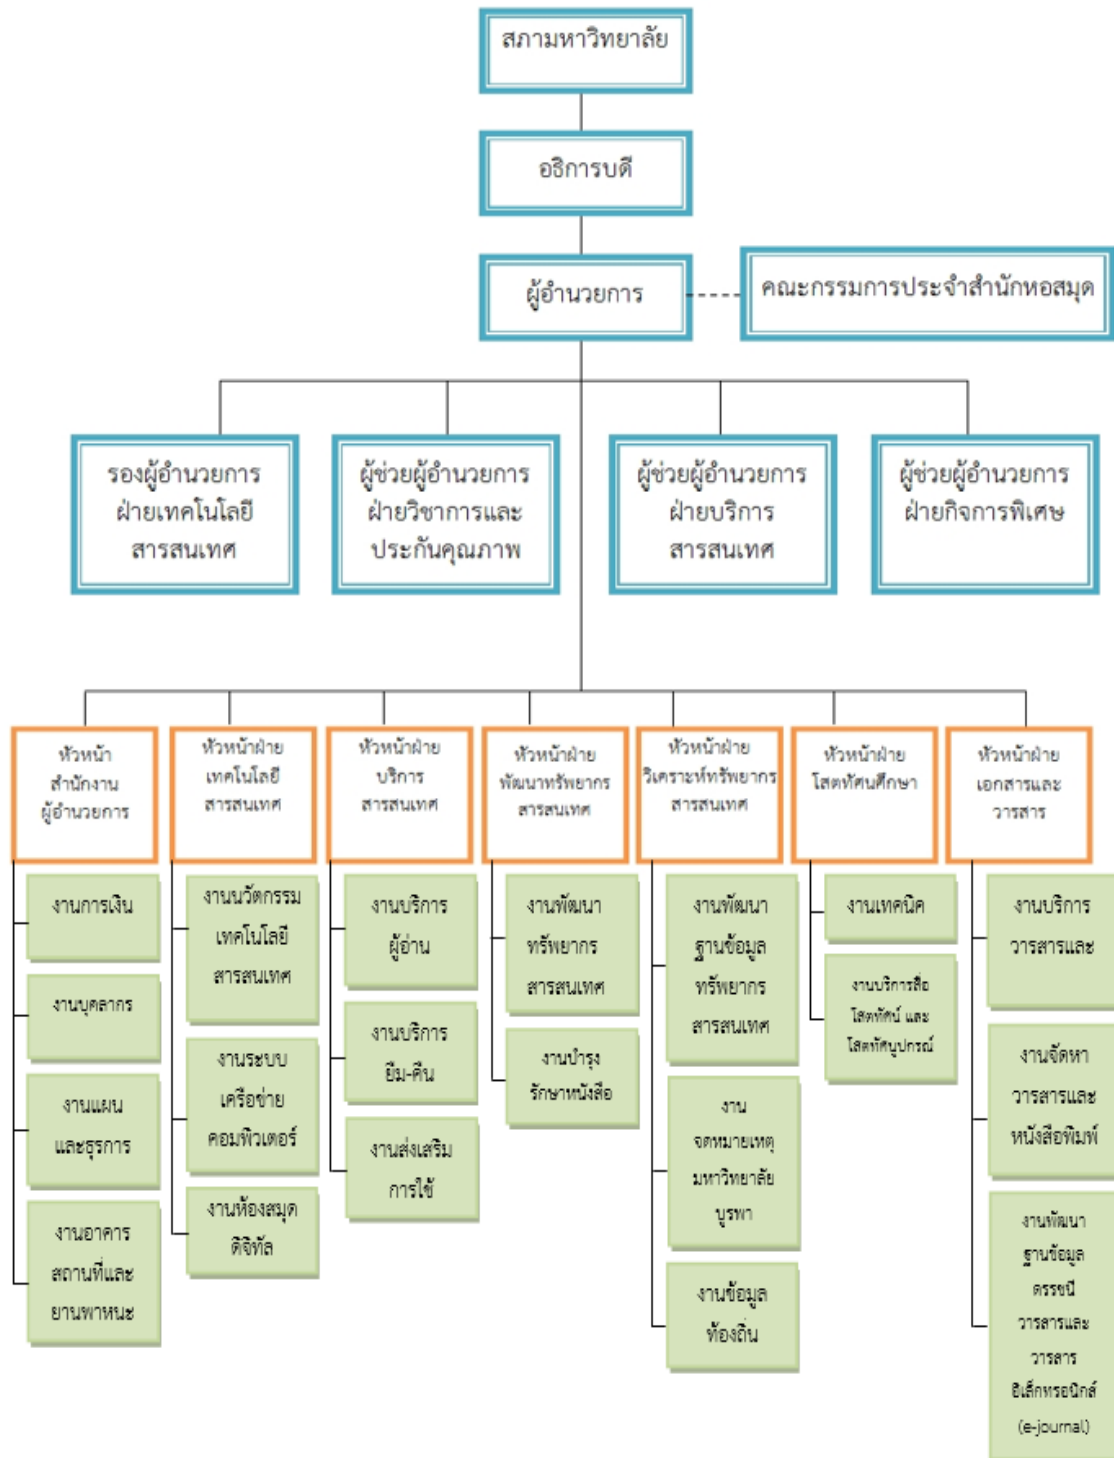 สภามหาวิทยาลัย
อธิการบดี
ผู้อำนวยการ
คณะกรรมการประจำสำนักหอสมุด
รองผู้อำนวยการ
ฝ่ายเทคโนโลยี
สารสนเทศ
ผู้ช่วยผู้อำนวยการ
ฝ่ายวิชาการและ
ประกันคุณภาพ
ผู้ช่วยผู้อำนวยการ
ฝ่ายบริการ
สารสนเทศ
ผู้ช่วยผู้อำนวยการ
ฝ่ายกิจการพิเศษ
หัวหน้า
สำนักงาน
ผู้อำนวยการ
หัวหน้าฝ่าย
เทคโนโลยี
สารสนเทศ
หัวหน้าฝ่าย
บริการ
สารสนเทศ
หัวหน้าฝ่าย
พัฒนาทรัพยากร
สารสนเทศ
หัวหน้าฝ่าย
วิเคราะห์ทรัพยากร
สารสนเทศ
หัวหน้าฝ่าย
โสตทัศนศึกษา
หัวหน้าฝ่าย
เอกสารและ
วารสาร
งานการเงิน
งานบุคลากร
งานแผน
และธุรการ
งานอาคาร
สถานที่และ
ยานพาหนะ
งานนวัตกรรม
เทคโนโลยี
สารสนเทศ
งานระบบ
เครือข่าย
คอมพิวเตอร์
งานห้องสมุด
ดิจิทัล
งานบริการ
ผู้อ่าน
งานบริการ
ยืม-คืน
งานส่งเสริม
การใช้
งานพัฒนา
ทรัพยากร
สารสนเทศ
งานบำรุง
รักษาหนังสือ
งานพัฒนา
ฐานข้อมูล
ทรัพยากร
สารสนเทศ
งาน
จดหมายเหตุ
มหาวิทยาลัย
บูรพา
งานข้อมูล
ท้องถิ่น
งานเทคนิค
งานบริการสื่อ
โสตทัศน์ และ
โสตทัศนูปกรณ์
งานบริการ
วารสารและ
งานจัดหา
วารสารและ
หนังสือพิมพ์
งานพัฒนา
ฐานข้อมูล
ดรรชนี
วารสารและ
วารสาร
อิเล็กทรอนิกส์
(e-journal)